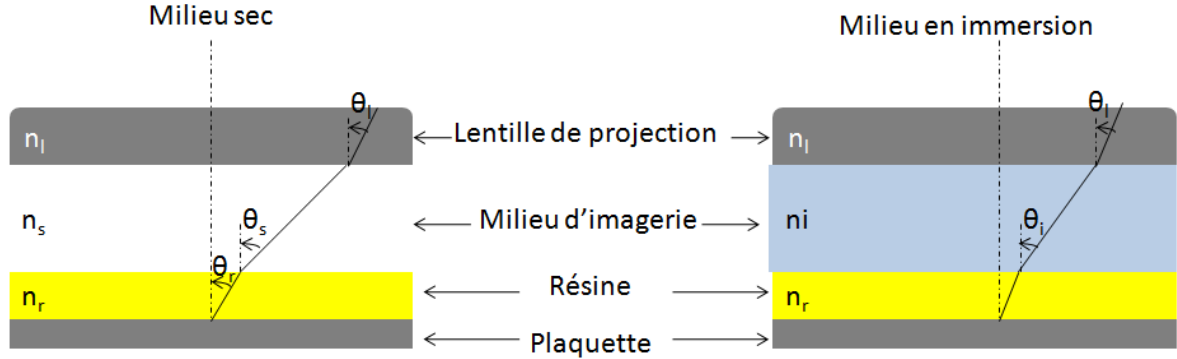 Milieu sec
Milieu en immersion
θl
θl
nl
Lentille de projection
nl
θs
θi
ns
Milieu d’imagerie
ni
θr
nr
Résine
nr
Plaquette